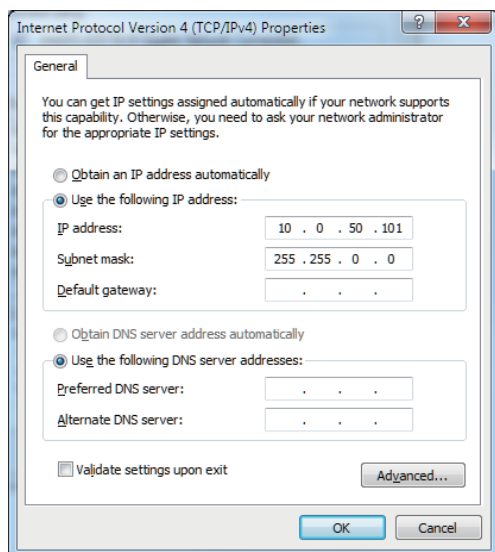 Internet Protocol Version 4 (TCP/IPv4) Properties
?
X
General
You can get IP settings assigned automatically if your network supports
this capability. Otherwise, you need to ask your network administrator
for the appropriate IP settings.
Obtain an IP address automatically
Use the following IP address:
IP address: 10 . 0 . 50 . 101
Subnet mask: 255 . 255 . 0 . 0
Default gateway: . . .
Obtain DNS server address automatically
Use the following DNS server addresses:
Preferred DNS server: . . .
Alternate DNS server: . . .
Validate settings upon exit
Advanced...
OK Cancel